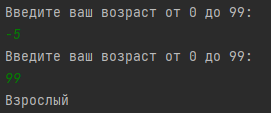 Введите ваш возраст от 0 до 99:
-5
Введите ваш возраст от 0 до 99:
99
Взрослый